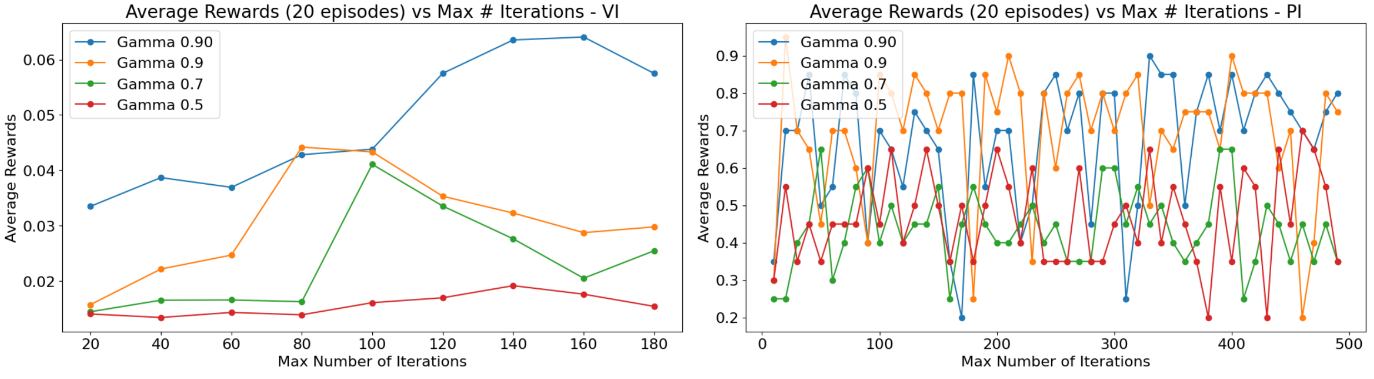 Average Rewards (20 episodes) vs Max # Iterations - VI
Gamma 0.90
Gamma 0.9
Gamma 0.7
Gamma 0.5
0.06
0.05
0.04
0.03
0.02
Average Rewards
20 40 60 80 100 120 140 160 180
Max Number of Iterations
Average Rewards (20 episodes) vs Max # Iterations - PI
Gamma 0.90
Gamma 0.9
Gamma 0.7
Gamma 0.5
0.9
0.8
0.7
0.6
0.5
0.4
0.3
0.2
Average Rewards
0 100 200 300 400 500
Max Number of Iterations